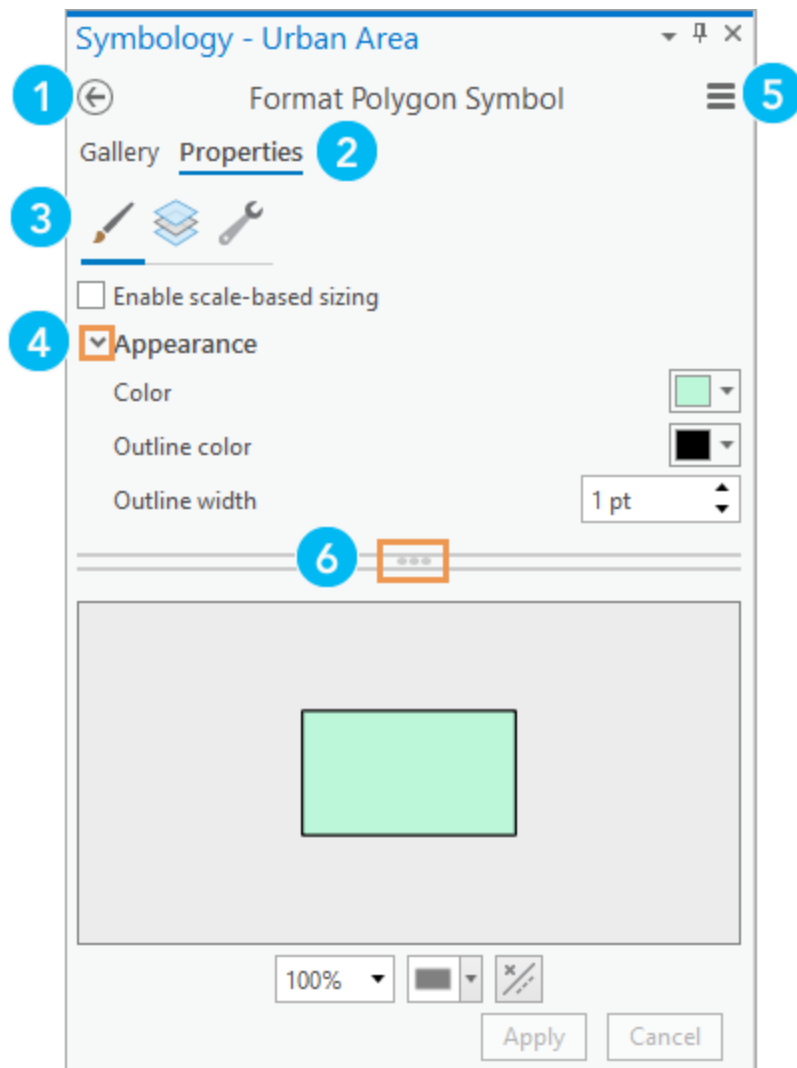 Symbology - Urban Area
1 Format Polygon Symbol 5
Gallery Properties 2
3
Enable scale-based sizing
4 Appearance
Color
Outline color
Outline width 1 pt
6
100%
Apply Cancel